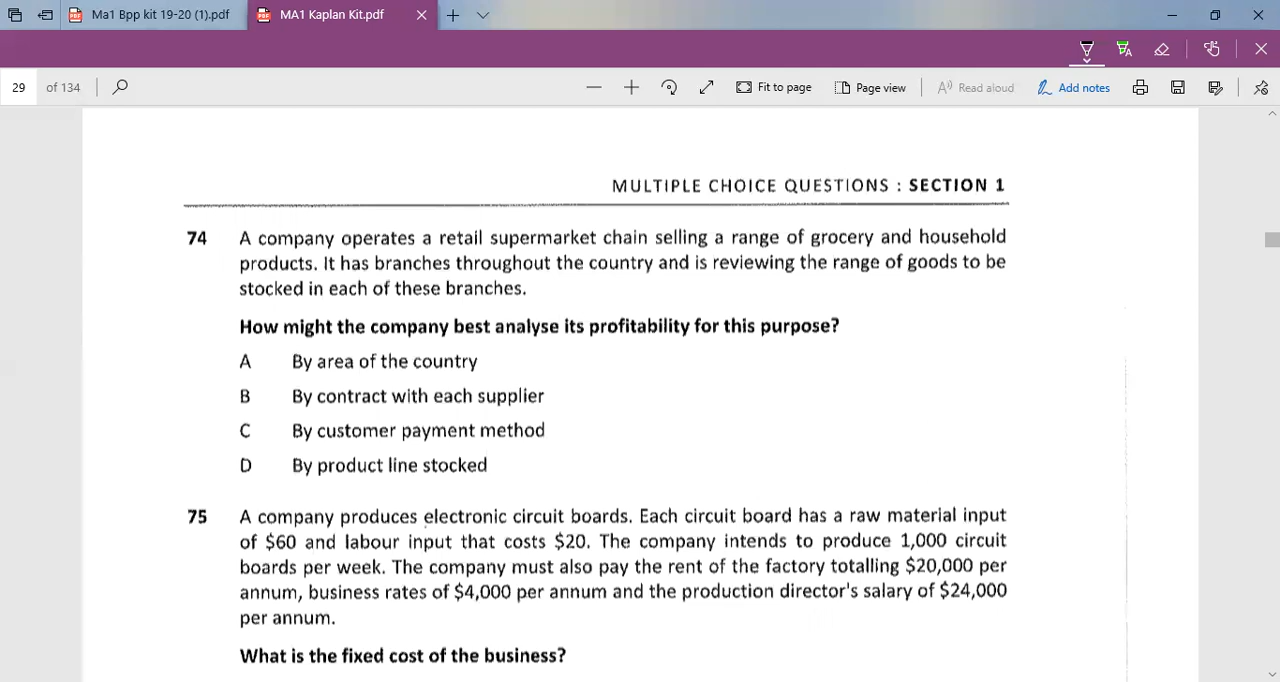 Ma1 Bpp kit 19-20 (1).pdf
MA1 Kaplan Kit.pdf
29 of 134
Fit to page
Page view
Read aloud
Add notes
MULTIPLE CHOICE QUESTIONS : SECTION 1
74 A company operates a retail supermarket chain selling a range of grocery and household
products. It has branches throughout the country and is reviewing the range of goods to be
stocked in each of these branches.
How might the company best analyse its profitability for this purpose?
A By area of the country
B By contract with each supplier
C By customer payment method
D By product line stocked
75 A company produces electronic circuit boards. Each circuit board has a raw material input
of $60 and labour input that costs $20. The company intends to produce 1,000 circuit
boards per week. The company must also pay the rent of the factory totalling $20,000 per
annum, business rates of $4,000 per annum and the production director's salary of $24,000
per annum.
What is the fixed cost of the business?